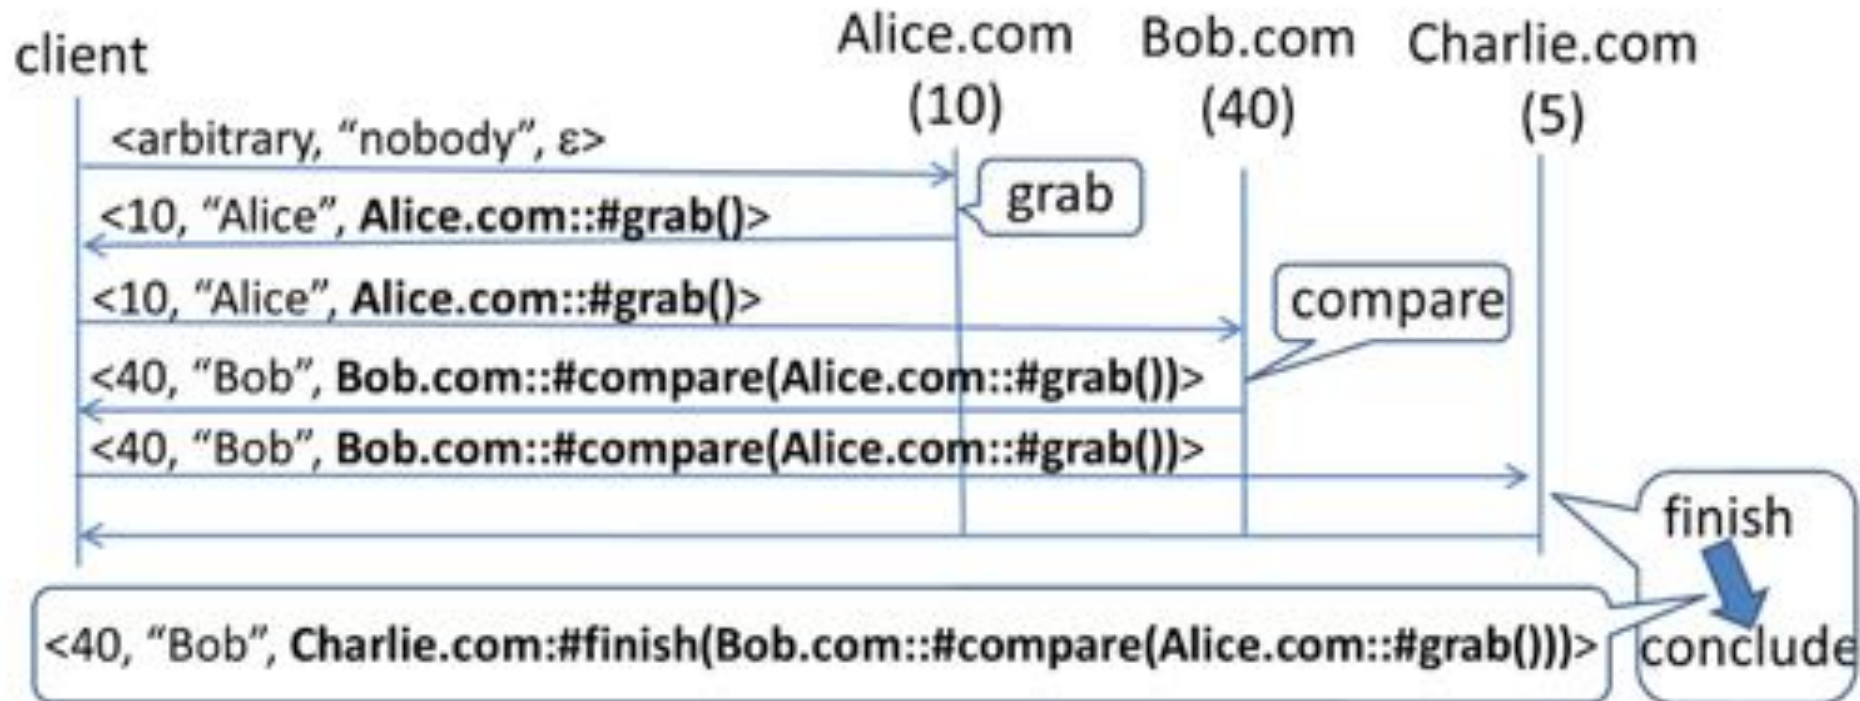 client
Alice.com
(10)
Bob.com
(40)
Charlie.com
(5)
<arbitrary, “nobody”, ε>
grab
<10, “Alice”, Alice.com::#grab()>
<10, “Alice”, Alice.com::#grab()>
compare
<40, “Bob”, Bob.com::#compare(Alice.com::#grab())>
<40, “Bob”, Bob.com::#compare(Alice.com::#grab())>
finish
conclude
<40, “Bob”, Charlie.com:#finish(Bob.com::#compare(Alice.com::#grab()))>